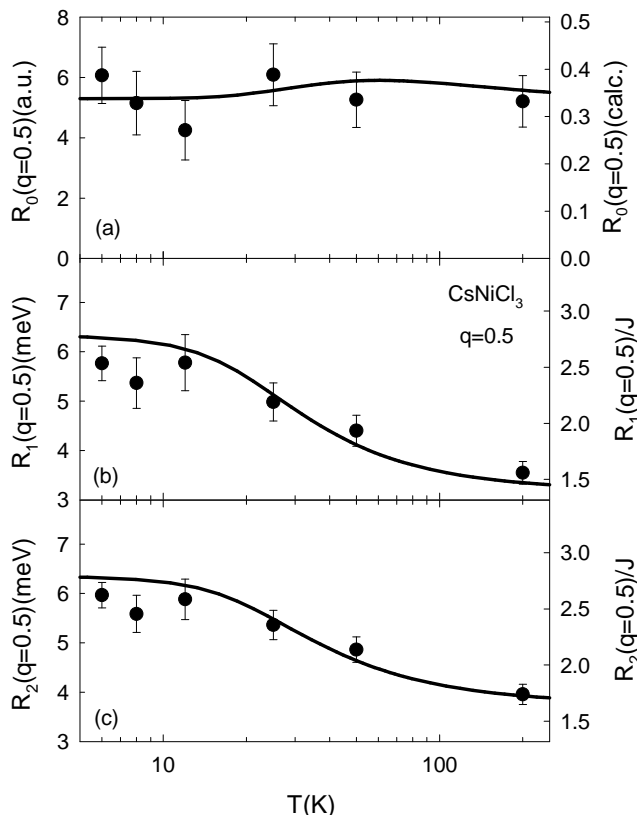 8
6
4
2
0
R₀(q=0.5)(a.u.)
0.5
0.4
0.3
0.2
0.1
0.0
R₀(q=0.5)(calc.)
(a)
7
6
5
4
3
R₁(q=0.5)(meV)
CsNiCl₃
q=0.5
3.0
2.5
2.0
1.5
R₁(q=0.5)/J
(b)
7
6
5
4
3
R₂(q=0.5)(meV)
3.0
2.5
2.0
1.5
R₂(q=0.5)/J
(c)
10
100
T(K)